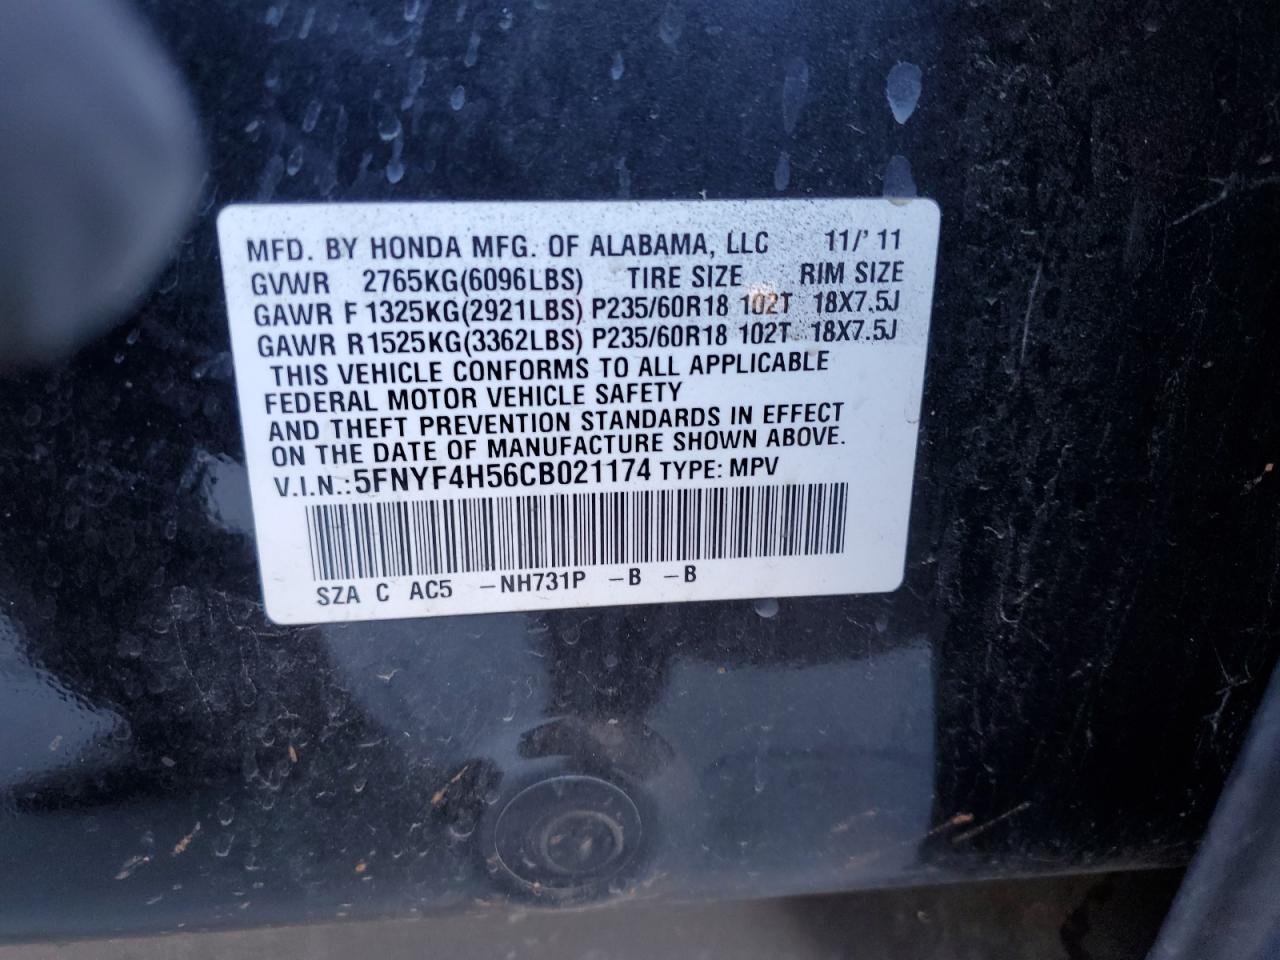 MFD. BY HONDA MFG. OF ALABAMA, LLC 11/' 11
GVWR 2765KG(6096LBS) TIRE SIZE RIM SIZE
GAWR F 1325KG(2921LBS) P235/60R18 102T 18X7.5J
GAWR R 1525KG(3362LBS) P235/60R18 102T 18X7.5J
THIS VEHICLE CONFORMS TO ALL APPLICABLE
FEDERAL MOTOR VEHICLE SAFETY
AND THEFT PREVENTION STANDARDS IN EFFECT
ON THE DATE OF MANUFACTURE SHOWN ABOVE.
V.I.N.: 5FNYF4H56CB021174 TYPE: MPV
SZA C AC5 -NH731P -B -B